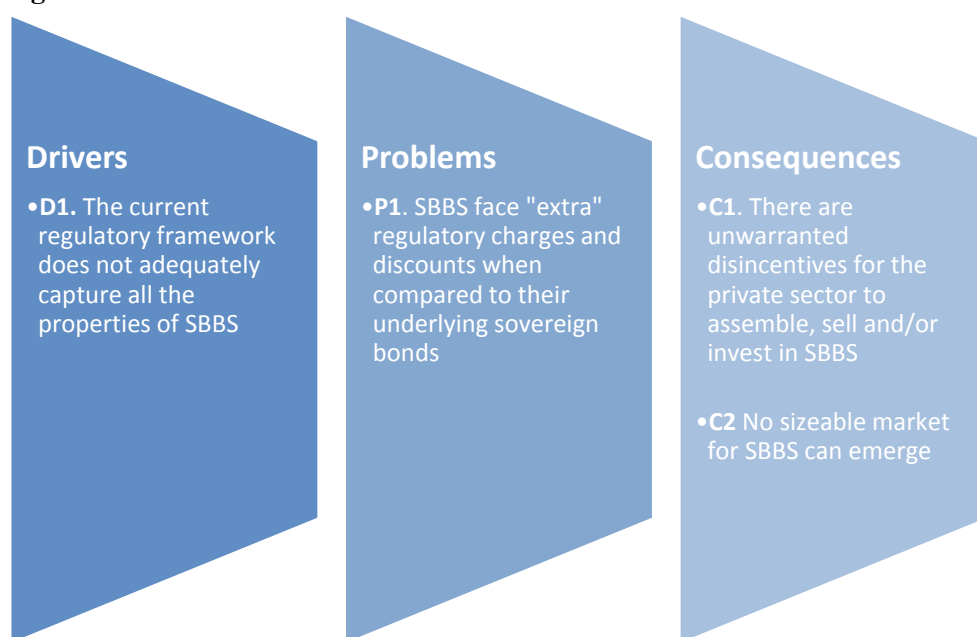 Drivers
•D1. The current
regulatory framework
does not adequately
capture all the
properties of SBBS
Problems
•P1. SBBS face "extra"
regulatory charges and
discounts when
compared to their
underlying sovereign
bonds
Consequences
•C1. There are
unwarranted
disincentives for the
private sector to
assemble, sell and/or
invest in SBBS
•C2 No sizeable market
for SBBS can emerge